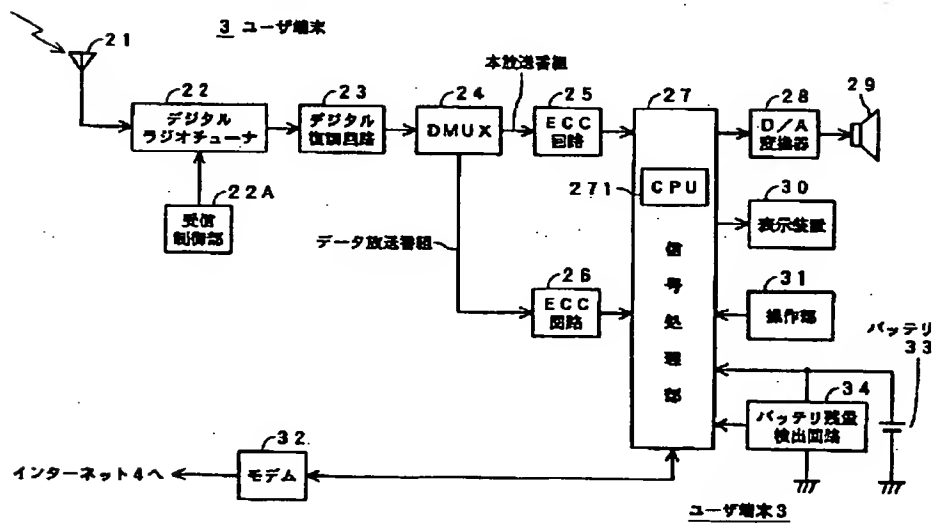 3 ユーザ端末
21
本放送番組
22
デジタル
ラジオチューナ
23
デジタル
復調回路
24
DMUX
25
ECC
回路
27
28
D/A
変換器
29
22A
受信
制御部
271
CPU
30
表示装置
データ放送番組
信号処理部
26
ECC
回路
31
操作部
バッテリ
33
34
バッテリ残量
検出回路
32
モデム
インターネット4へ
ユーザ端末3